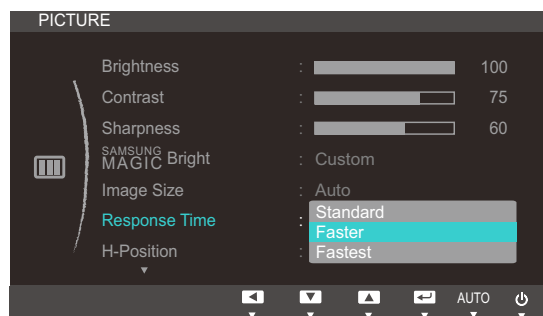 PICTURE
Brightness : 100
Contrast : 75
Sharpness : 60
SAMSUNG MAGIC Bright : Custom
Image Size : Auto
Response Time : Standard
Faster
H-Position : Fastest
AUTO